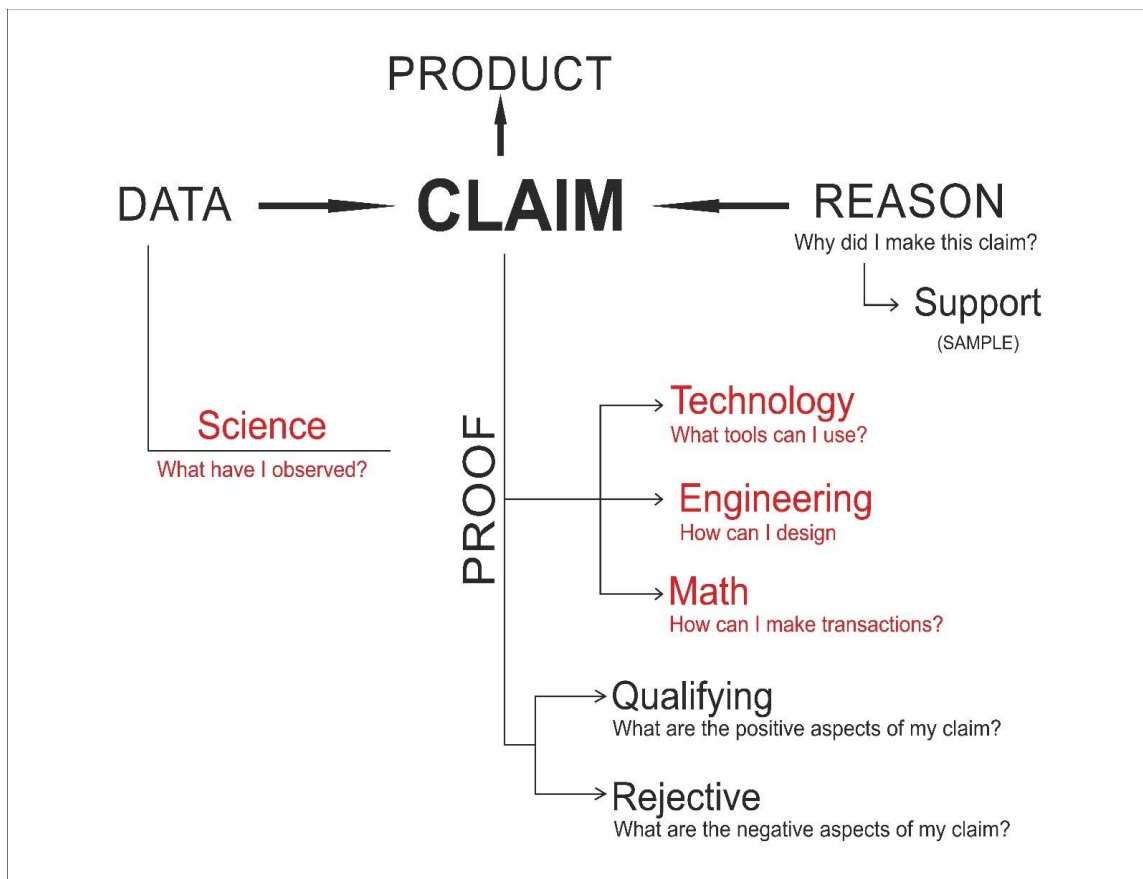 PRODUCT
DATA
CLAIM
REASON
Why did I make this claim?
Support
(SAMPLE)
Science
What have I observed?
PROOF
Technology
What tools can I use?
Engineering
How can I design
Math
How can I make transactions?
Qualifying
What are the positive aspects of my claim?
Rejective
What are the negative aspects of my claim?